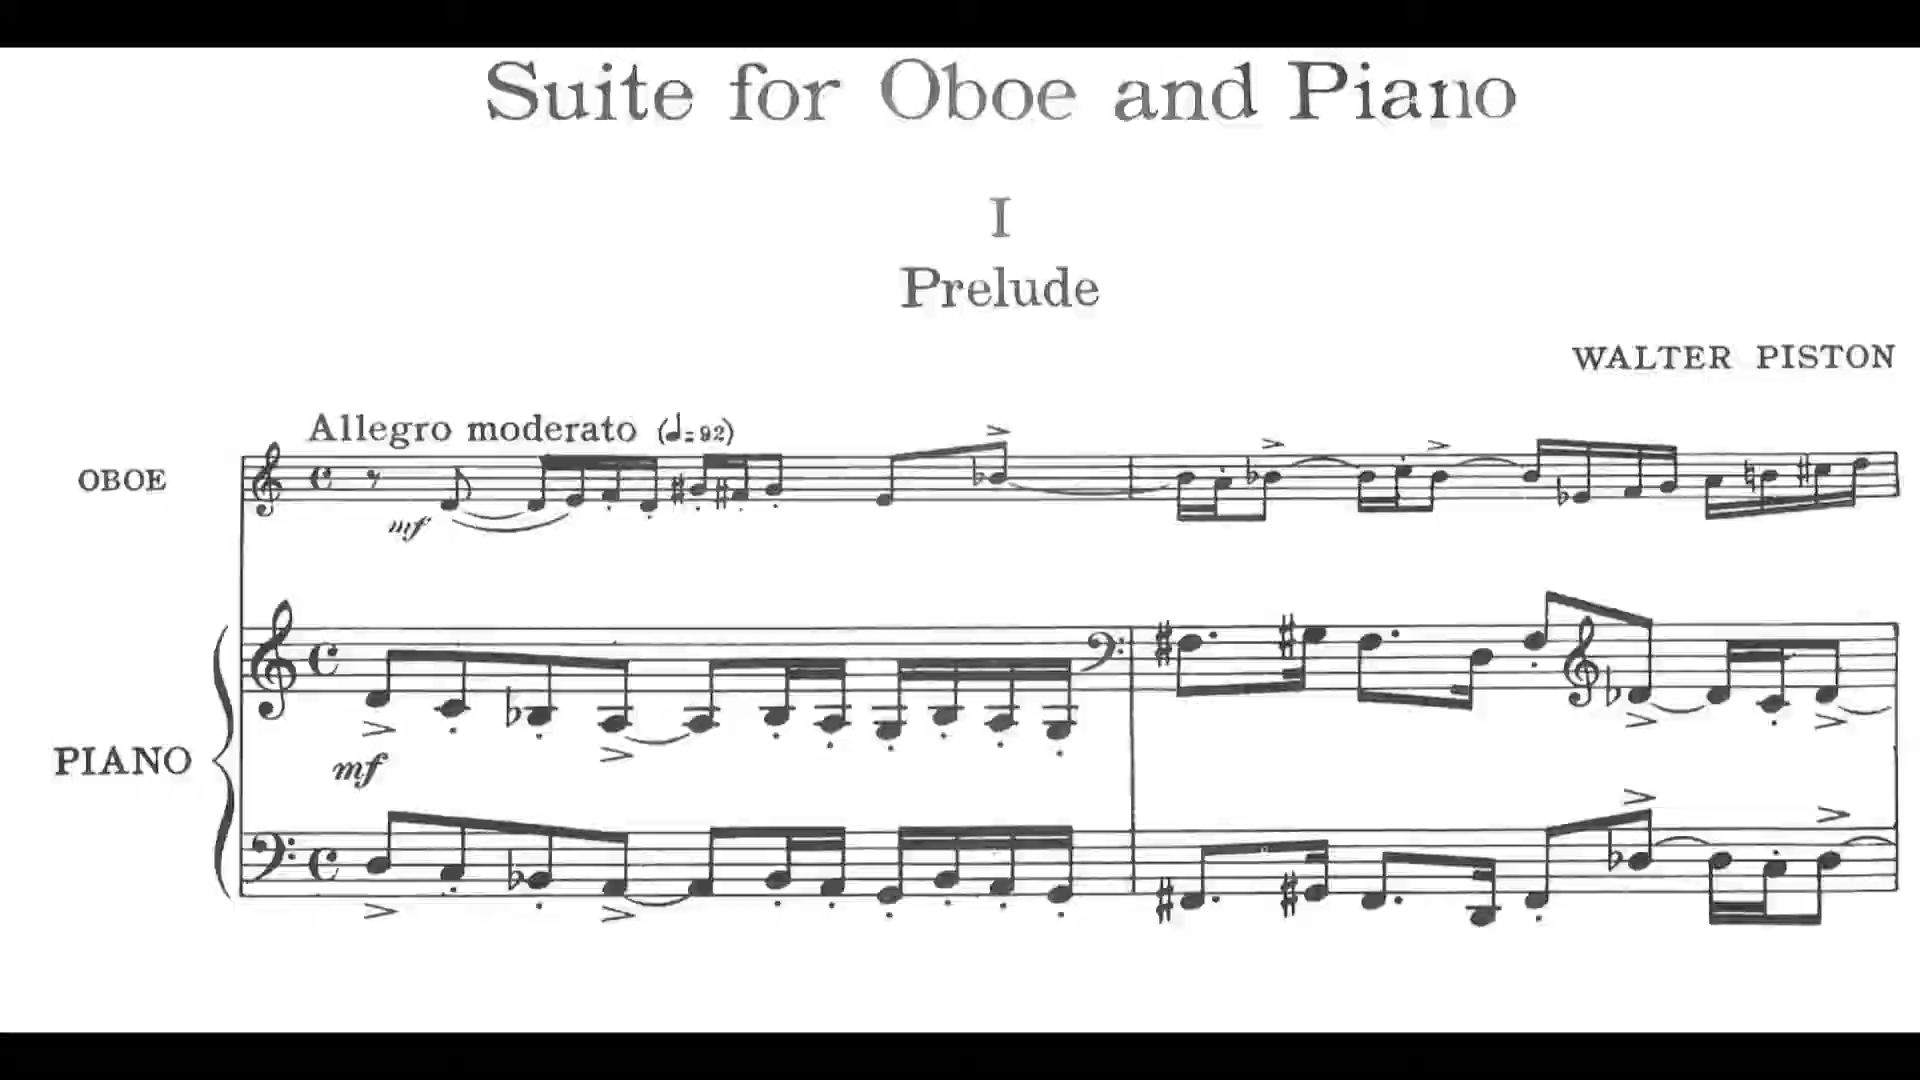 Suite for Oboe and Piano
I
Prelude
WALTER PISTON
Allegro moderato (♩=92)
OBOE
mf
PIANO
mf